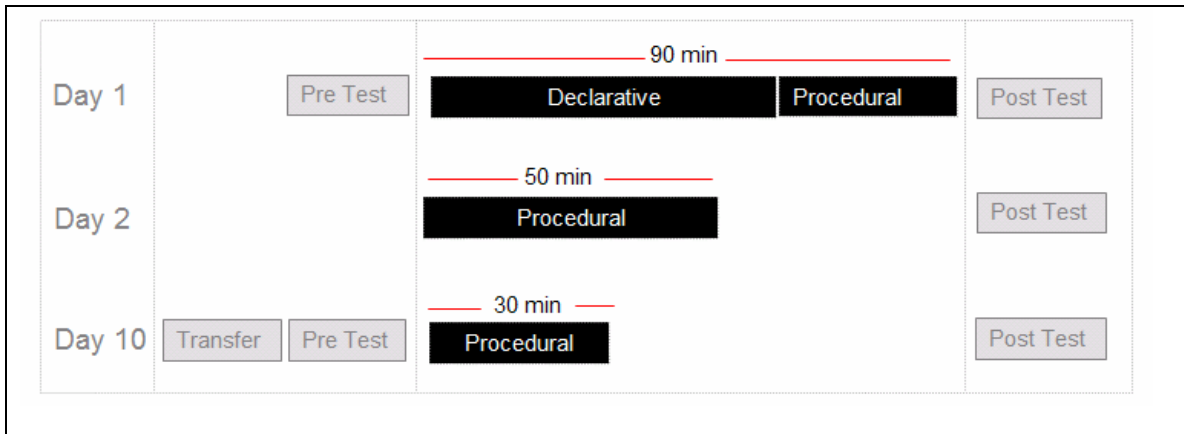 90 min
Day 1 Pre Test Declarative Procedural Post Test
50 min
Day 2 Procedural Post Test
30 min
Day 10 Transfer Pre Test Procedural Post Test